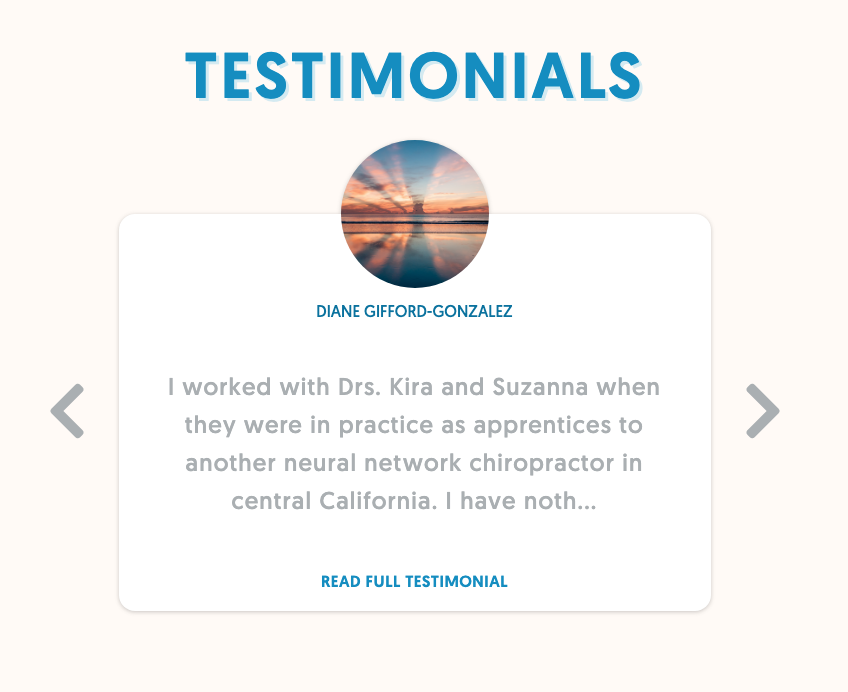 TESTIMONIALS
DIANE GIFFORD-GONZALEZ
I worked with Drs. Kira and Suzanna when
they were in practice as apprentices to
another neural network chiropractor in
central California. I have noth...
READ FULL TESTIMONIAL